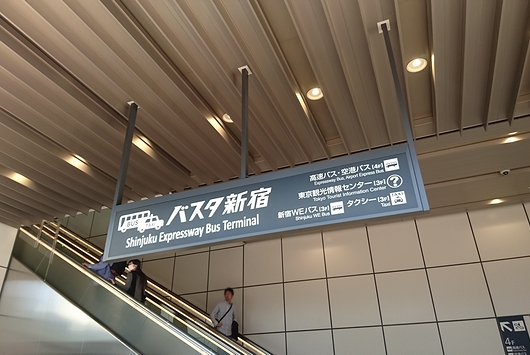 BUS バスタ新宿
Shinjuku Expressway Bus Terminal
高速バス・空港バス [4F]
Expressway Bus, Airport Express Bus
東京観光情報センター [3F] ?
Tokyo Tourist Information Center
新宿WEバス [3F]
Shinjuku WE Bus
タクシー [3F]
Taxi
4F